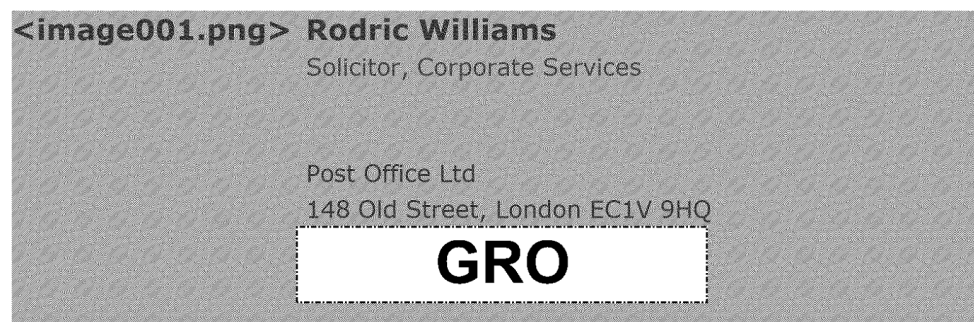 <image001.png> Rodric Williams
Solicitor, Corporate Services
Post Office Ltd
148 Old Street, London EC1V 9HQ
GRO